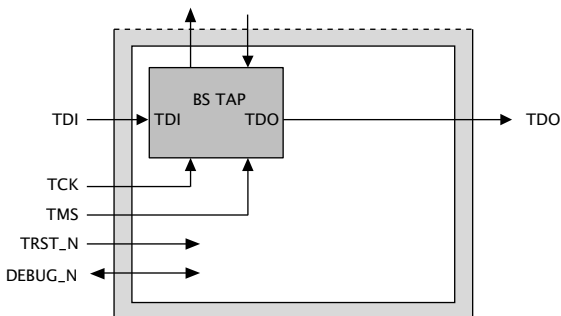 BS TAP
TDI TDI TDO TDO
TCK
TMS
TRST_N
DEBUG_N